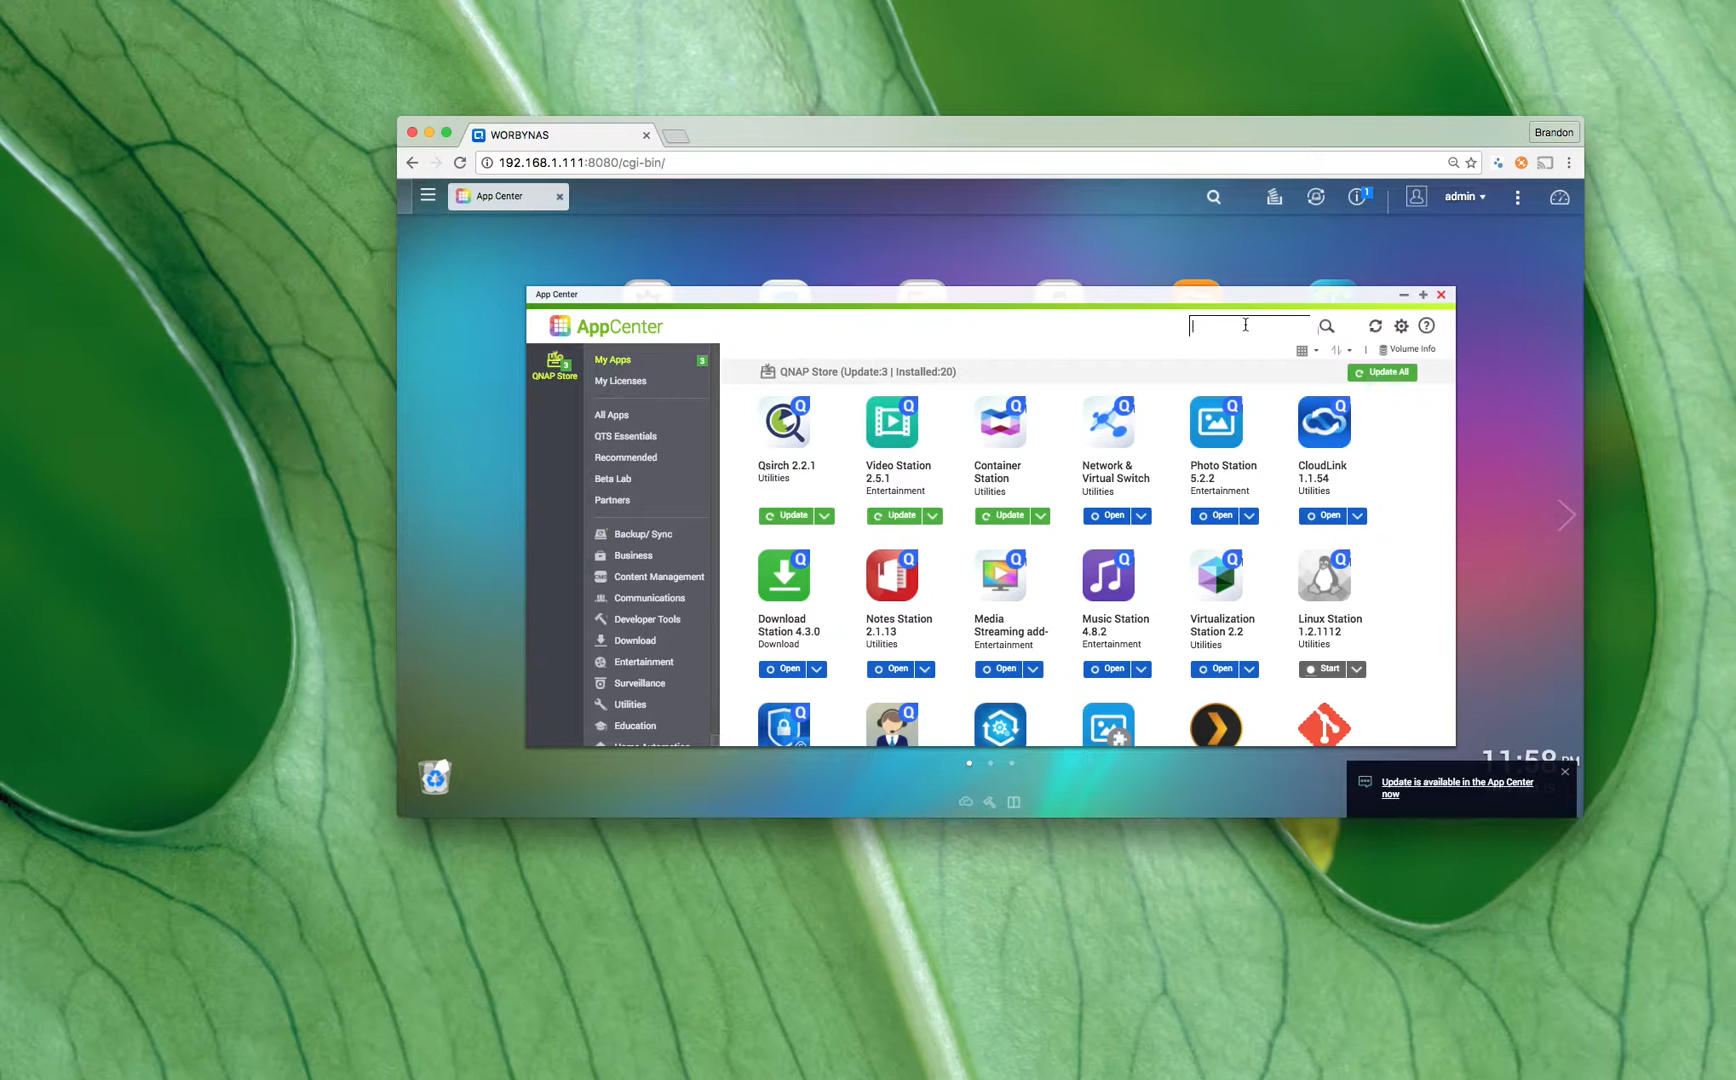 WORBYNAS
Brandon
192.168.1.111:8080/cgi-bin/
App Center
1
admin
App Center
AppCenter
3
QNAP Store
My Apps 3
My Licenses
All Apps
QTS Essentials
Recommended
Beta Lab
Partners
Backup/ Sync
Business
Content Management
Communications
Developer Tools
Download
Entertainment
Surveillance
Utilities
Education
Volume Info
QNAP Store (Update:3 | Installed:20)
Update All
Qsirch 2.2.1
Utilities
Update
Video Station
2.5.1
Entertainment
Update
Container
Station
Utilities
Update
Network &
Virtual Switch
Utilities
Open
Photo Station
5.2.2
Entertainment
Open
CloudLink
1.1.54
Utilities
Open
Download
Station 4.3.0
Download
Open
Notes Station
2.1.13
Utilities
Open
Media
Streaming add-
Entertainment
Open
Music Station
4.8.2
Entertainment
Open
Virtualization
Station 2.2
Utilities
Open
Linux Station
1.2.1112
Utilities
Start
11:58 PM
Update is available in the App Center
now